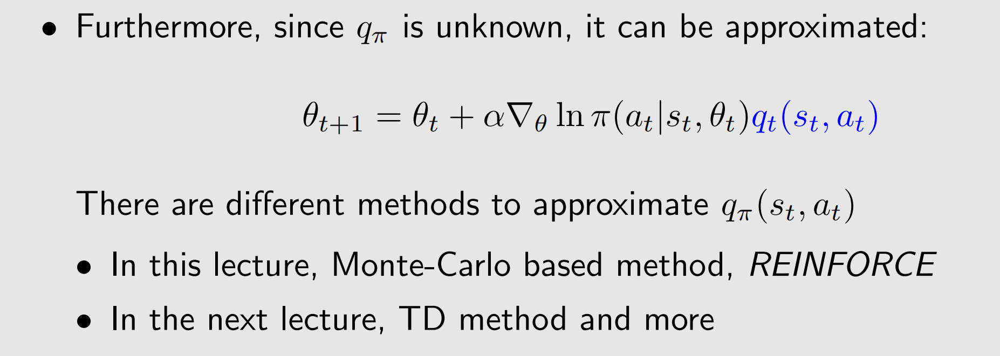 • Furthermore, since $q_\pi$ is unknown, it can be approximated:
$\theta_{t+1} = \theta_t + \alpha \nabla_\theta \ln \pi(a_t|s_t, \theta_t) q_t(s_t, a_t)$
There are different methods to approximate $q_\pi(s_t, a_t)$
• In this lecture, Monte-Carlo based method, REINFORCE
• In the next lecture, TD method and more